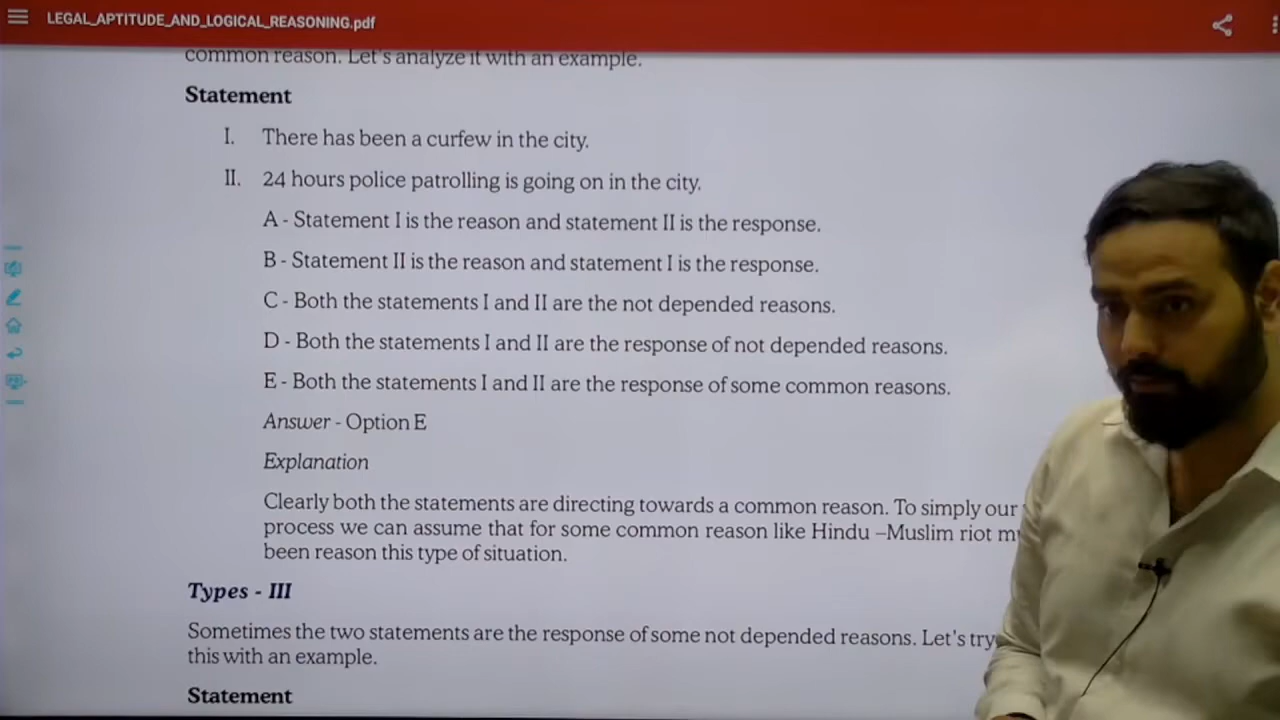 LEGAL_APTITUDE_AND_LOGICAL_REASONING.pdf
common reason. Let's analyze it with an example.
Statement
I. There has been a curfew in the city.
II. 24 hours police patrolling is going on in the city.
A - Statement I is the reason and statement II is the response.
B - Statement II is the reason and statement I is the response.
C - Both the statements I and II are the not depended reasons.
D - Both the statements I and II are the response of not depended reasons.
E - Both the statements I and II are the response of some common reasons.
Answer - Option E
Explanation
Clearly both the statements are directing towards a common reason. To simply our
process we can assume that for some common reason like Hindu –Muslim riot
been reason this type of situation.
Types - III
Sometimes the two statements are the response of some not depended reasons. Let's try
this with an example.
Statement